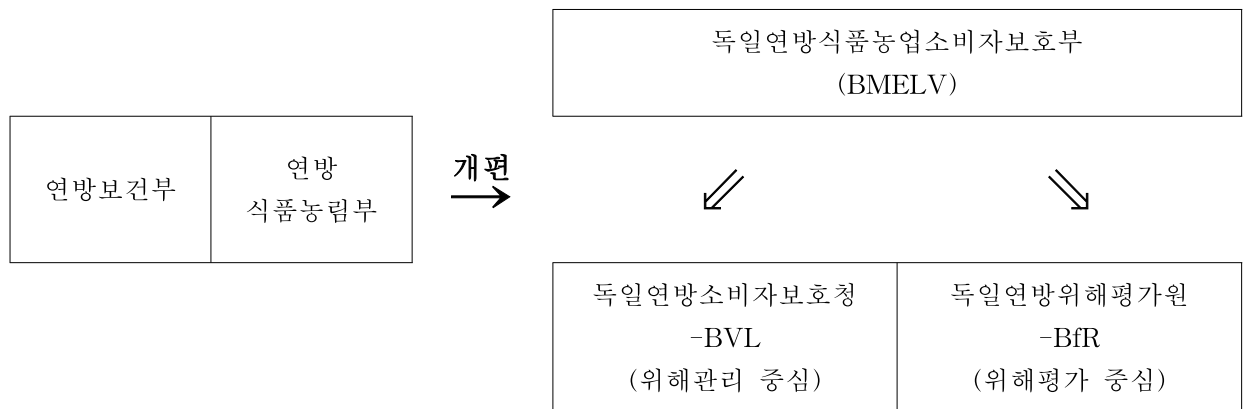 독일연방식품농업소비자보호부
(BMELV)
연방보건부
연방
식품농림부
개편
독일연방소비자보호청
-BVL
(위해관리 중심)
독일연방위해평가원
-BfR
(위해평가 중심)